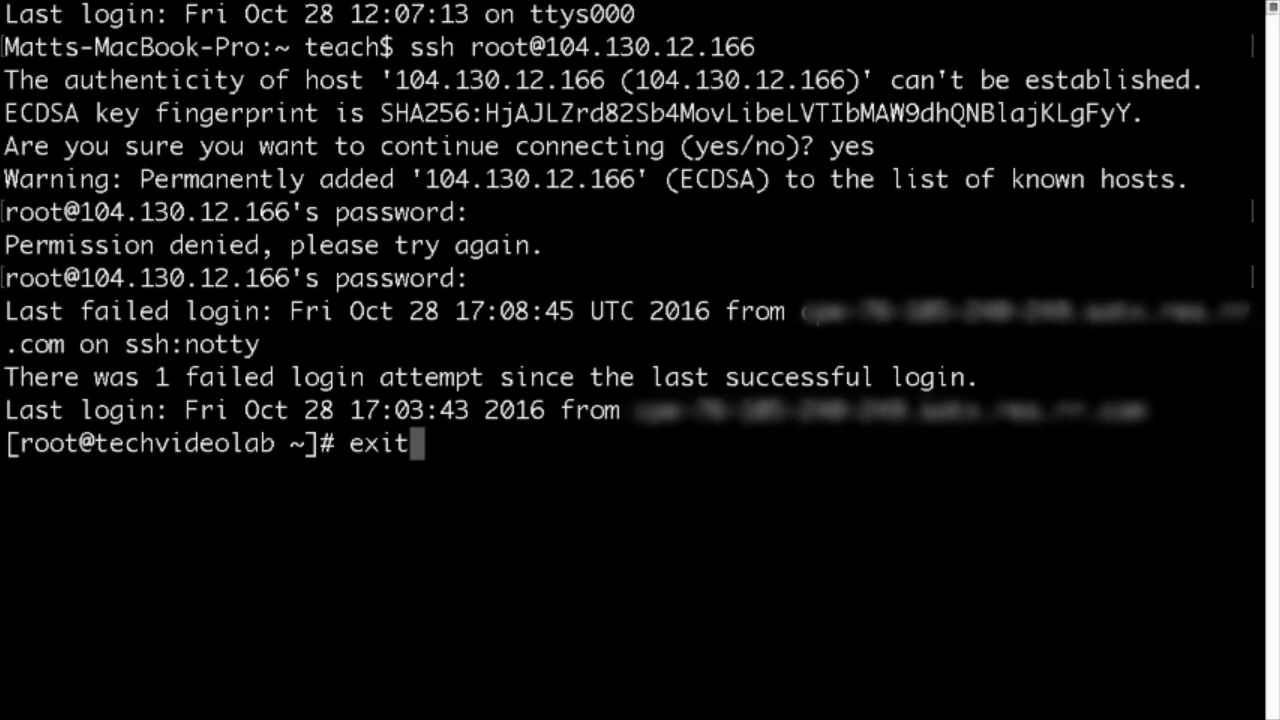 Last login: Fri Oct 28 12:07:13 on ttys000
[Matts-MacBook-Pro:~ teach$ ssh root@104.130.12.166 ]
The authenticity of host '104.130.12.166 (104.130.12.166)' can't be established.
ECDSA key fingerprint is SHA256:HjAJLZrd82Sb4MovLibeLVTIbMAW9dhQNBlajKLgFyY.
Are you sure you want to continue connecting (yes/no)? yes
Warning: Permanently added '104.130.12.166' (ECDSA) to the list of known hosts.
[root@104.130.12.166's password: ]
Permission denied, please try again.
[root@104.130.12.166's password: ]
Last failed login: Fri Oct 28 17:08:45 UTC 2016 from
.com on ssh:notty
There was 1 failed login attempt since the last successful login.
Last login: Fri Oct 28 17:03:43 2016 from
[root@techvideolab ~]# exit